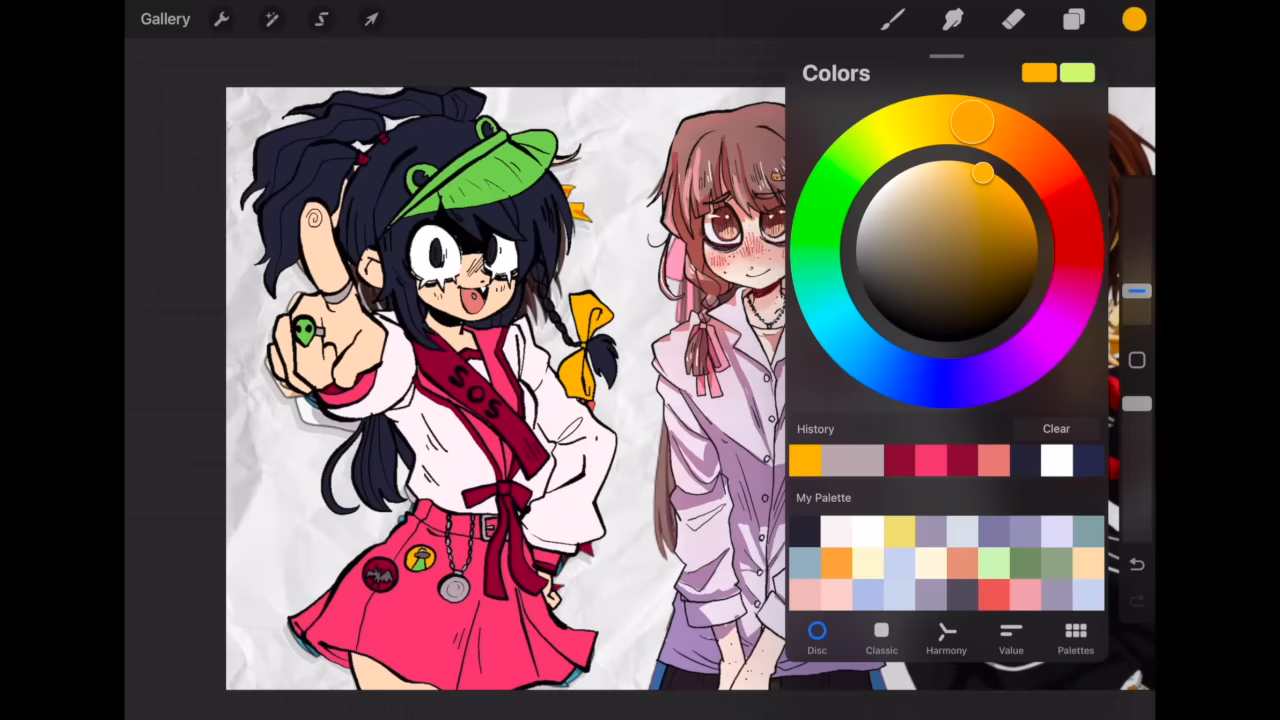 Gallery
Colors
SOS
History
Clear
My Palette
Disc
Classic
Harmony
Value
Palettes